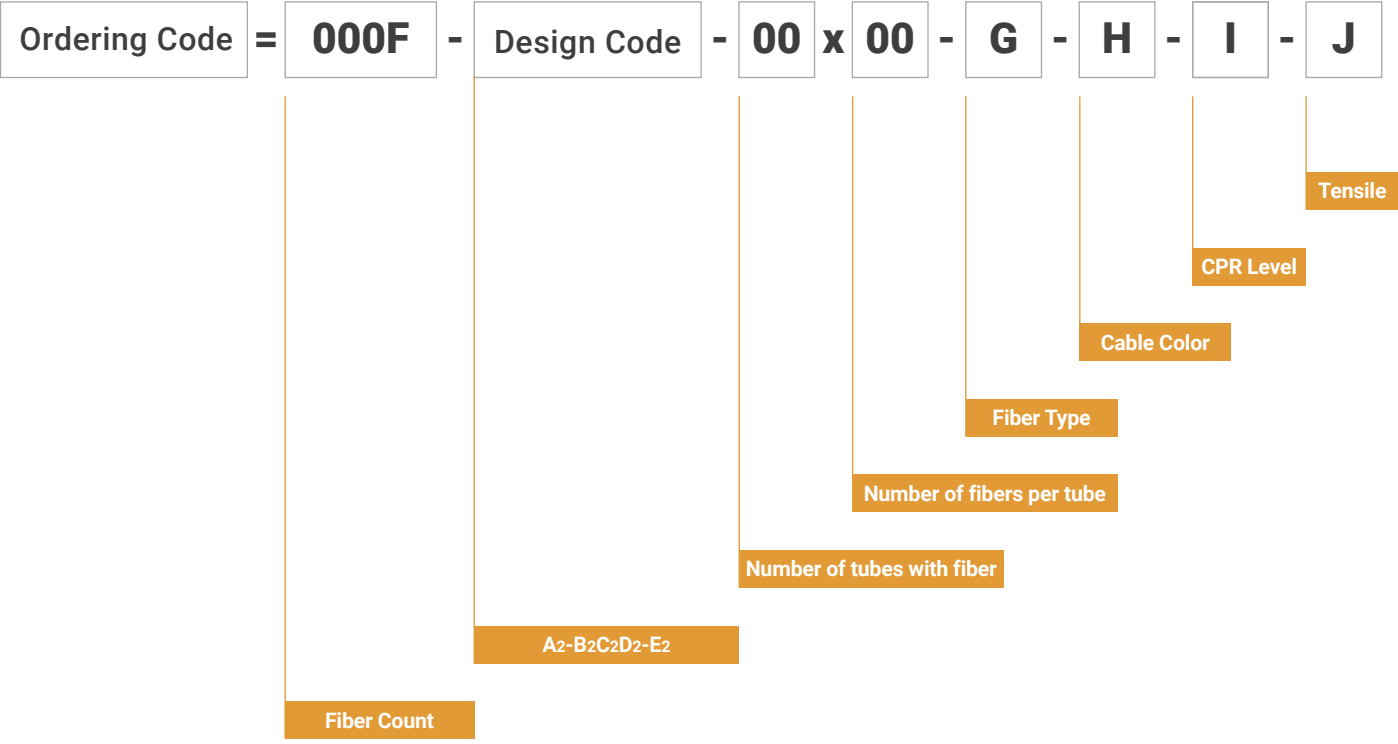 Ordering Code = 000F - Design Code - 00 x 00 - G - H - I - J
Tensile
CPR Level
Cable Color
Fiber Type
Number of fibers per tube
Number of tubes with fiber
A2-B2C2D2-E2
Fiber Count